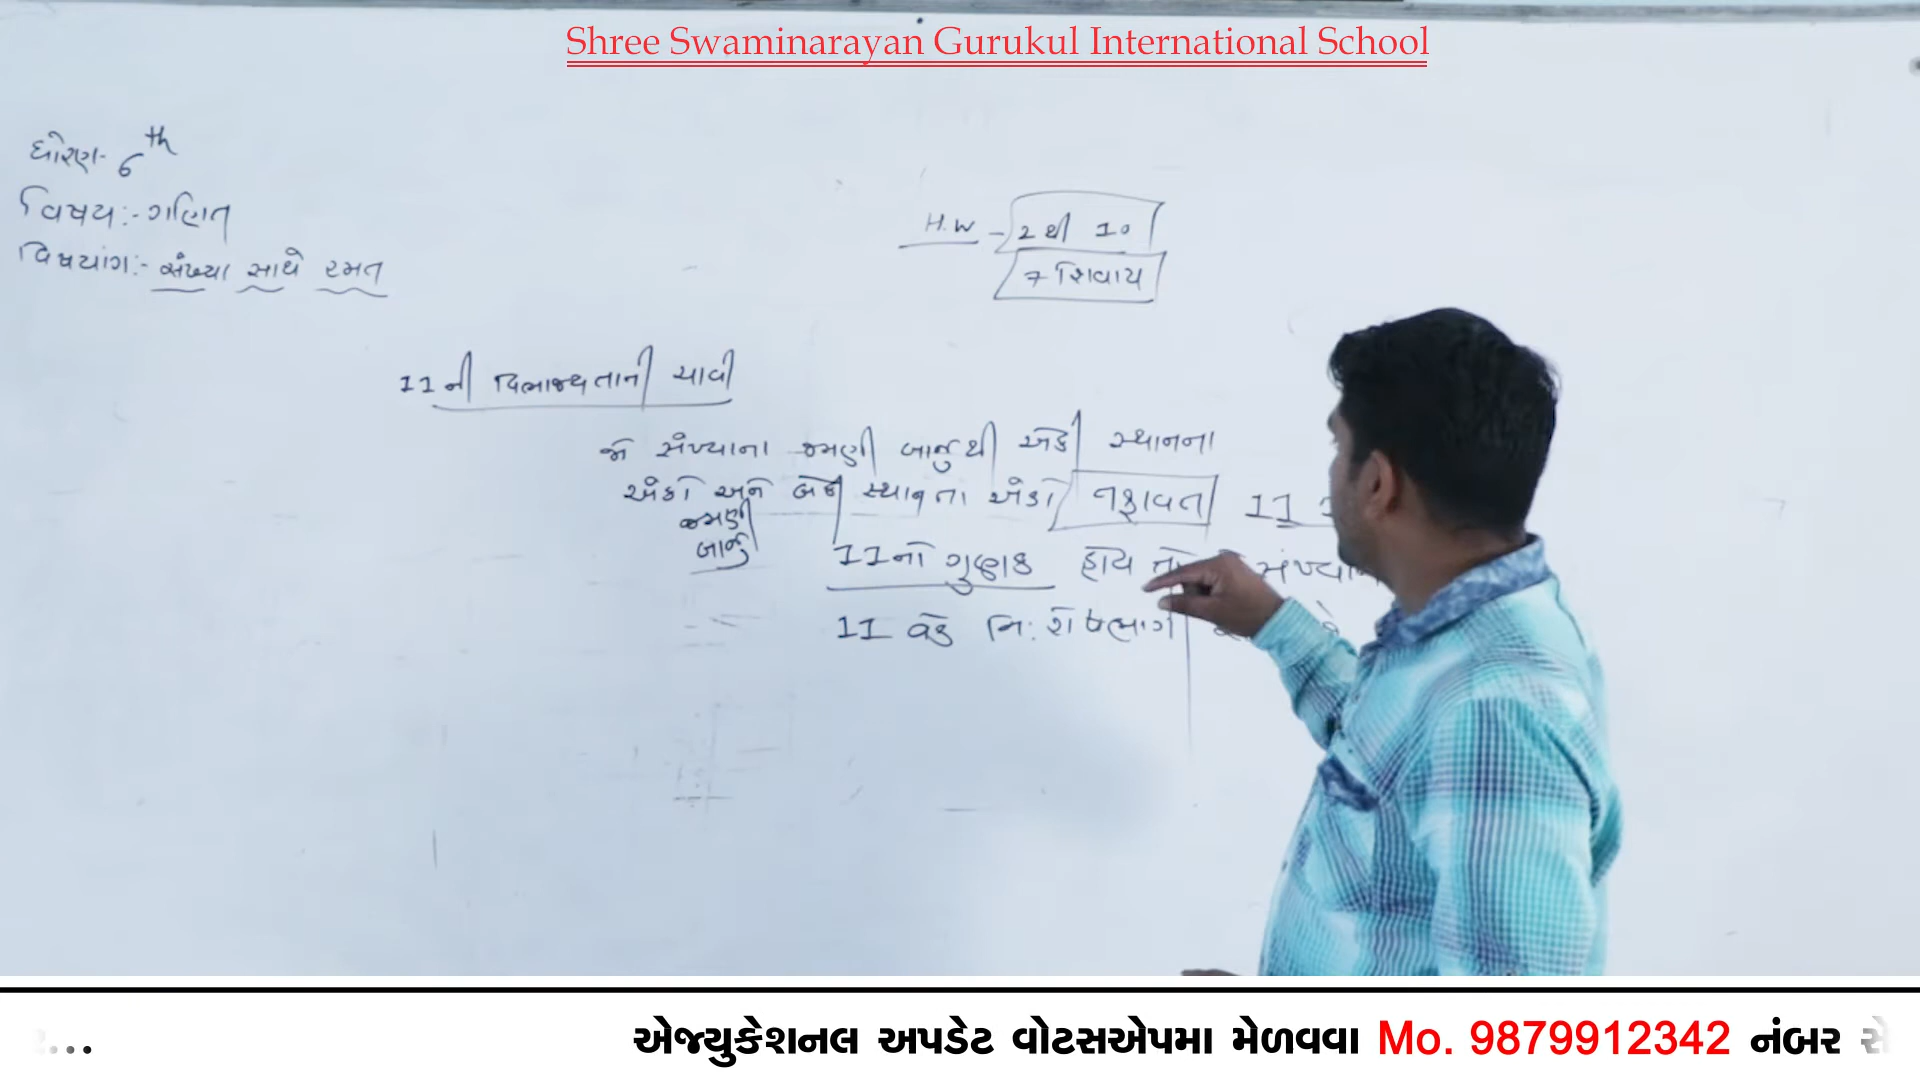 Shree Swaminarayan Gurukul International School
ધોરણ- 6th
વિષય:- ગણિત
વિષયાંગ:- સંખ્યા સાથે રમત
H.W - 2 થી 10
7 શિવાય
11 ની વિભાજ્યતાની ચાવી
જો સંખ્યાના જમણી બાજુથી એકી સ્થાનના
અંકો અને બેકી સ્થાનના અંકો તફાવત 11
જમણી
બાજુ
11નો ગુણાક હોય તો સંખ્યાને
11 વડે નિ:શેષભાગી
એજ્યુકેશનલ અપડેટ વોટસએપમા મેળવવા Mo. 9879912342 નંબર સે